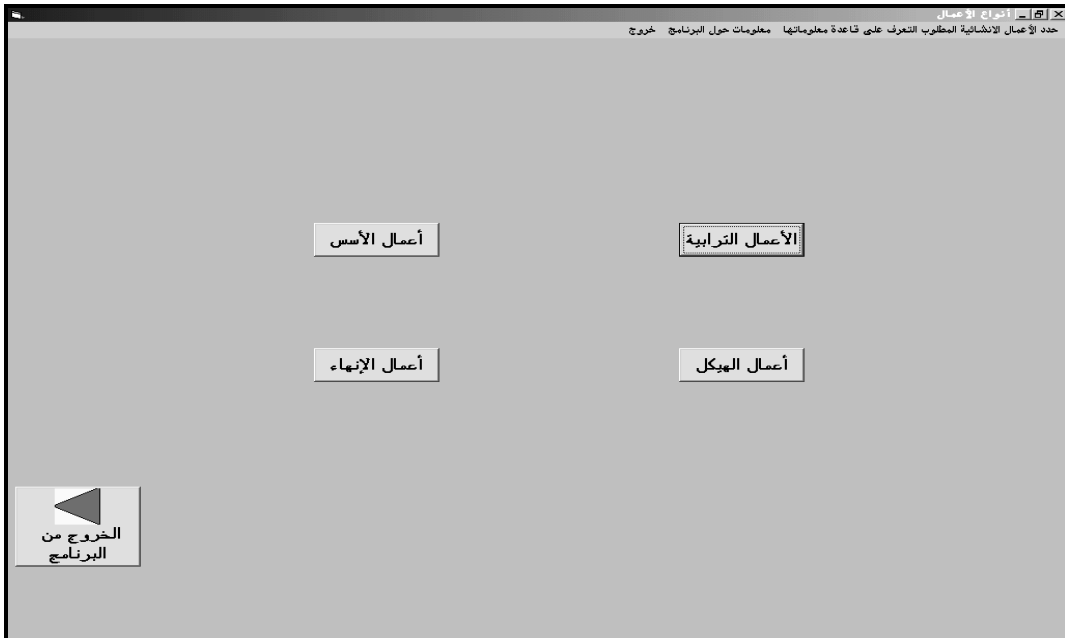 أنواع الأعمال
حدد الأعمال الانشائية المطلوب التعرف على قاعدة معلوماتها   معلومات حول البرنامج   خروج
الأعمال الترابية
أعمال الأسس
أعمال الهيكل
أعمال الإنهاء
الخروج من
البرنامج